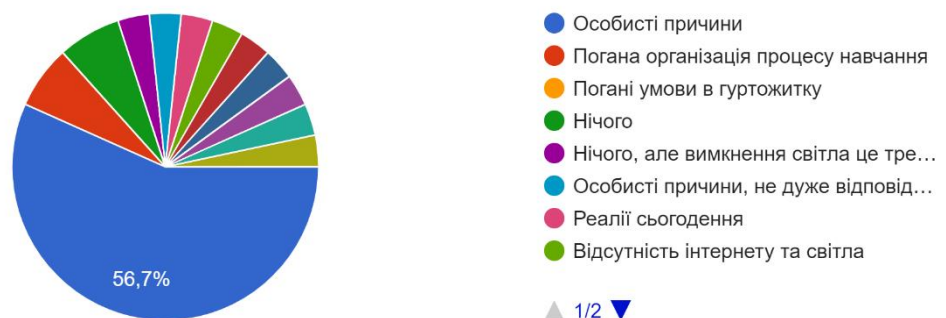 56,7%
Особисті причини
Погана організація процесу навчання
Погані умови в гуртожитку
Нічого
Нічого, але вимкнення світла це тре…
Особисті причини, не дуже відповід…
Реалії сьогодення
Відсутність інтернету та світла
1/2